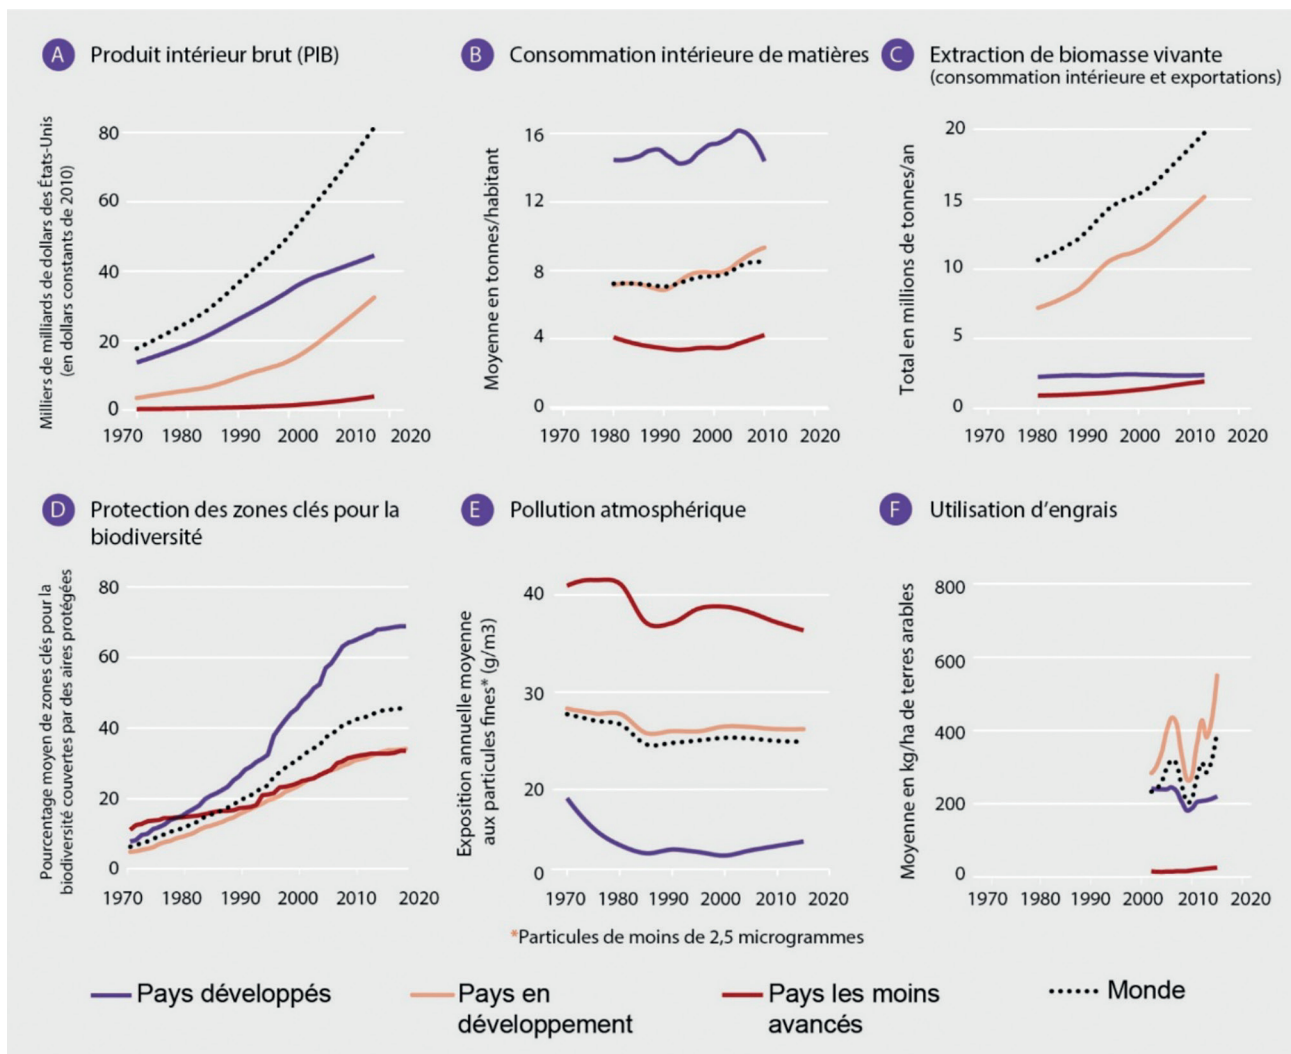 A Produit intérieur brut (PIB)
Milliers de milliards de dollars des États-Unis
(en dollars constants de 2010)
80
60
40
20
0
1970 1980 1990 2000 2010 2020
B Consommation intérieure de matières
Moyenne en tonnes/habitant
16
12
8
4
0
1970 1980 1990 2000 2010 2020
C Extraction de biomasse vivante
(consommation intérieure et exportations)
Total en millions de tonnes/an
20
15
10
5
0
1970 1980 1990 2000 2010 2020
D Protection des zones clés pour la
biodiversité
Pourcentage moyen de zones clés pour la
biodiversité couvertes par des aires protégées
80
60
40
20
0
1970 1980 1990 2000 2010 2020
E Pollution atmosphérique
Exposition annuelle moyenne
aux particules fines* (g/m3)
40
30
20
0
1970 1980 1990 2000 2010 2020
*Particules de moins de 2,5 microgrammes
F Utilisation d'engrais
Moyenne en kg/ha de terres arables
800
600
400
200
0
1970 1980 1990 2000 2010 2020
Pays développés
Pays en
développement
Pays les moins
avancés
Monde